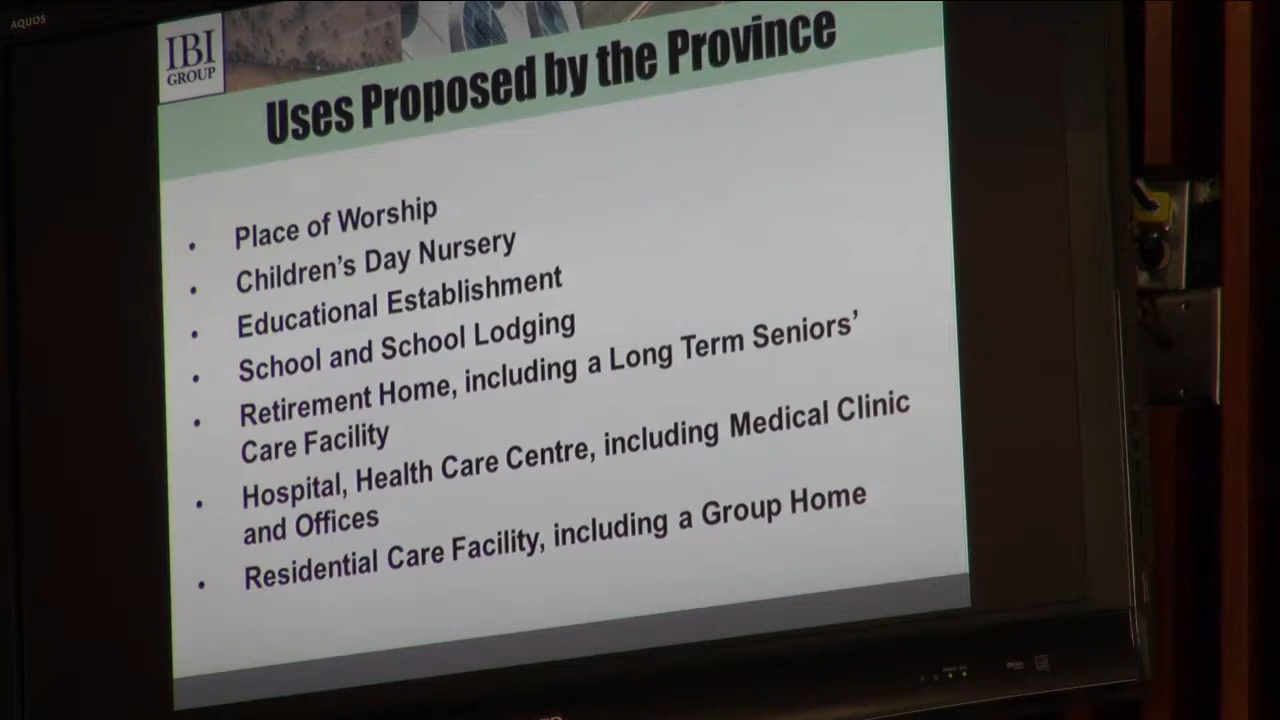 AQUOS
IBI
GROUP
Uses Proposed by the Province
• Place of Worship
• Children's Day Nursery
• Educational Establishment
• School and School Lodging
• Retirement Home, including a Long Term Seniors'
Care Facility
• Hospital, Health Care Centre, including Medical Clinic
and Offices
• Residential Care Facility, including a Group Home